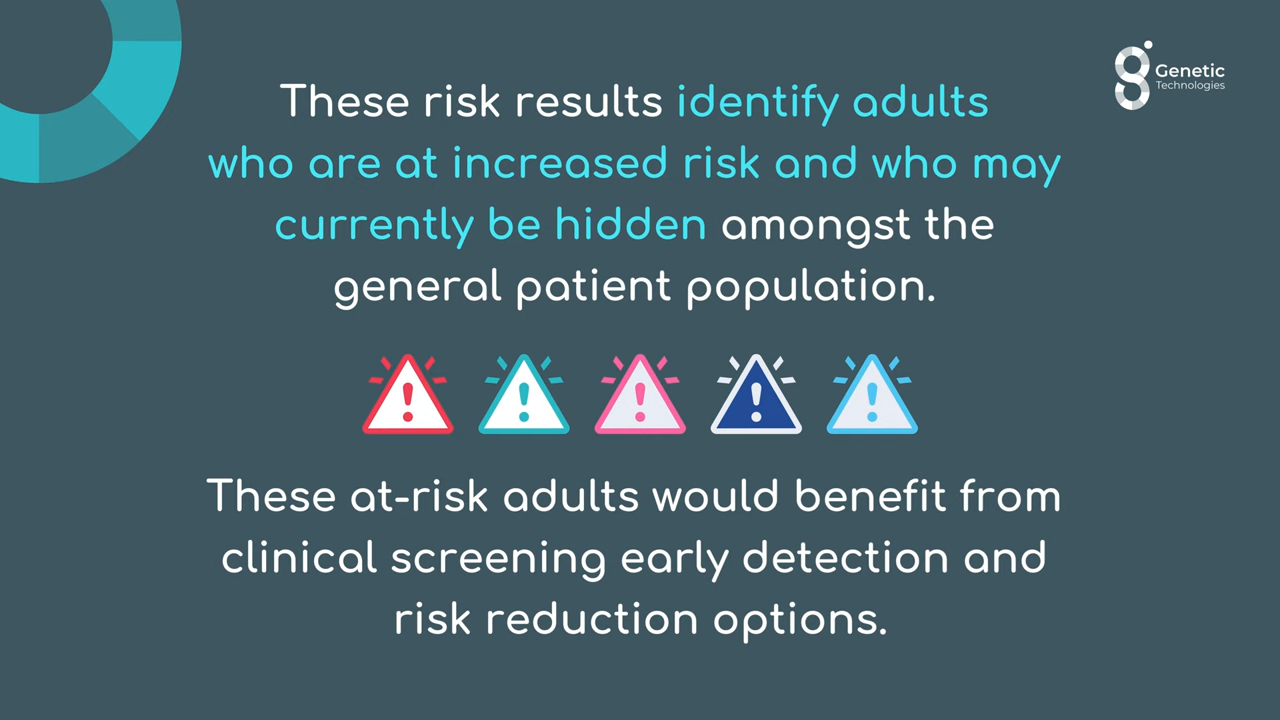 Genetic
Technologies
These risk results identify adults
who are at increased risk and who may
currently be hidden amongst the
general patient population.
These at-risk adults would benefit from
clinical screening early detection and
risk reduction options.